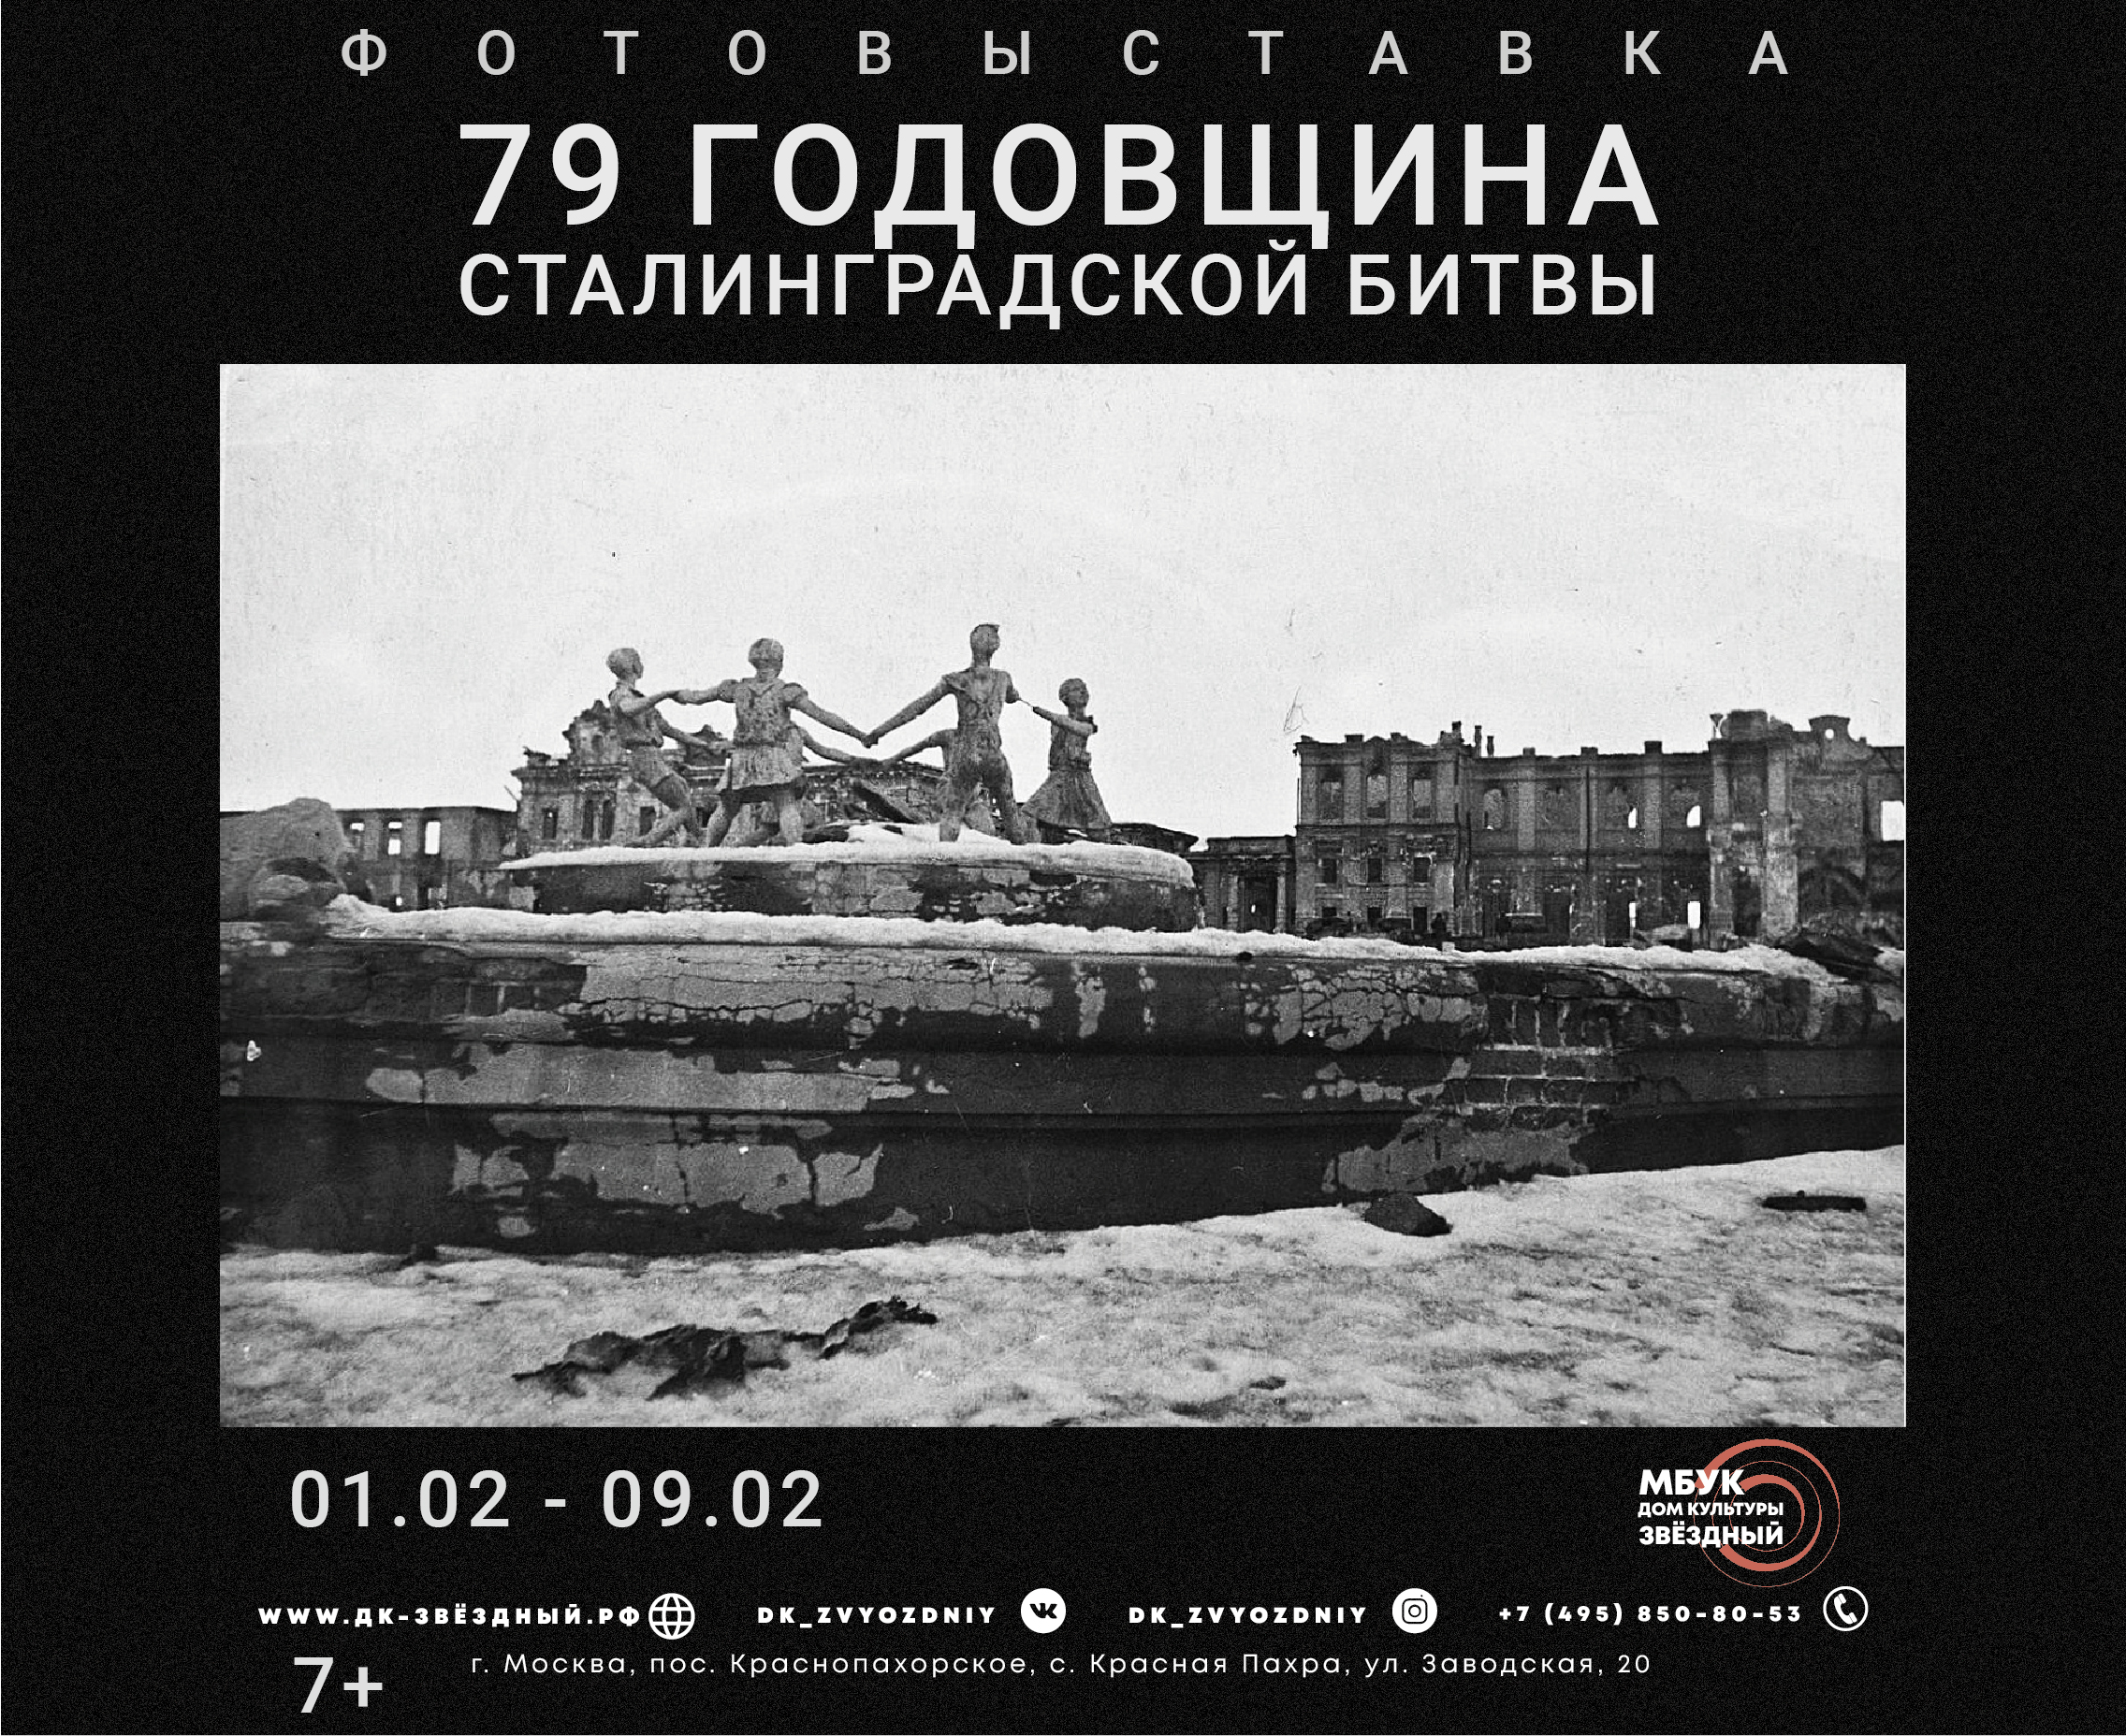 ФОТОВЫСТАВКА
79 ГОДОВЩИНА
СТАЛИНГРАДСКОЙ БИТВЫ
01.02 - 09.02
МБУК
ДОМ КУЛЬТУРЫ
ЗВЁЗДНЫЙ
WWW.ДК-ЗВЁЗДНЫЙ.РФ DK_ZVYOZDNIY DK_ZVYOZDNIY +7 (495) 850-80-53
г. Москва, пос. Краснопахорское, с. Красная Пахра, ул. Заводская, 20
7+